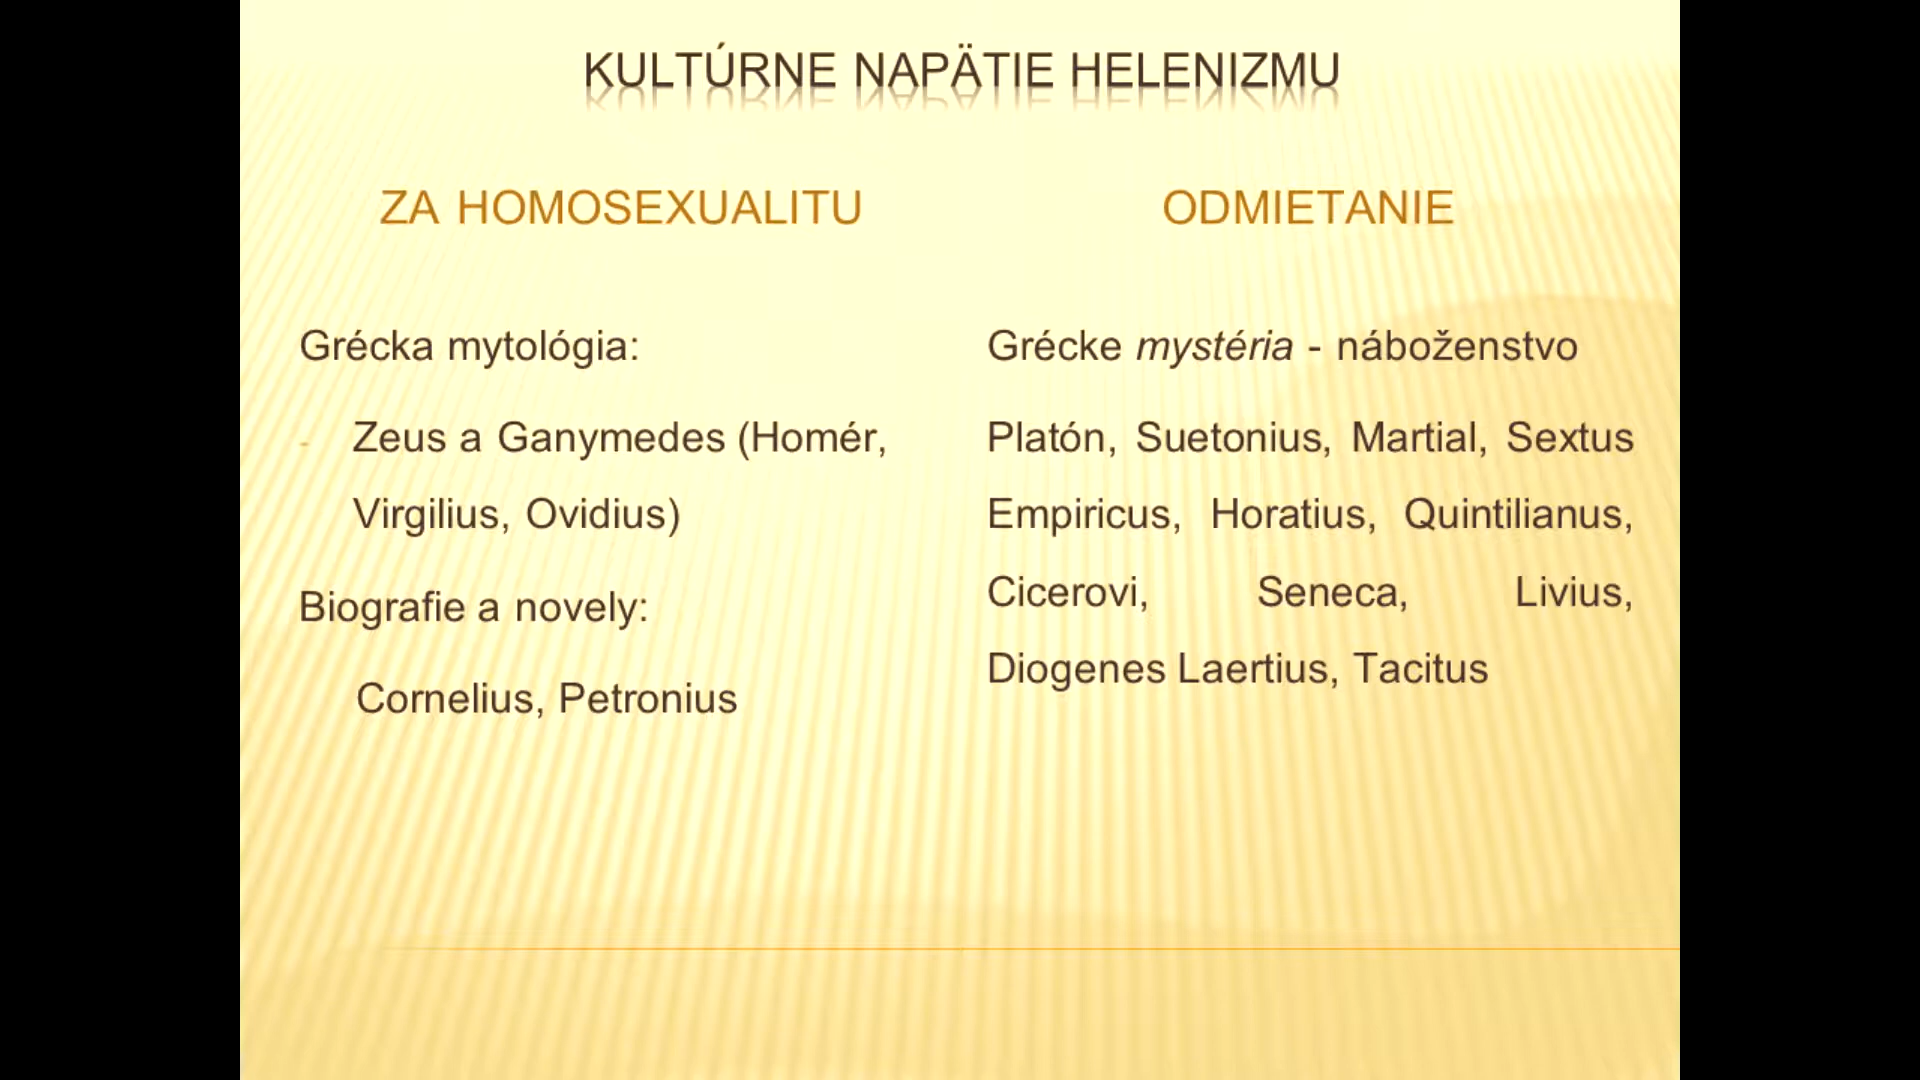 KULTÚRNE NAPÄTIE HELENIZMU
ZA HOMOSEXUALITU
Grécka mytológia:
- Zeus a Ganymedes (Homér,
Virgilius, Ovidius)
Biografie a novely:
Cornelius, Petronius
ODMIETANIE
Grécke mystéria - náboženstvo
Platón, Suetonius, Martial, Sextus
Empiricus, Horatius, Quintilianus,
Cicerovi, Seneca, Livius,
Diogenes Laertius, Tacitus